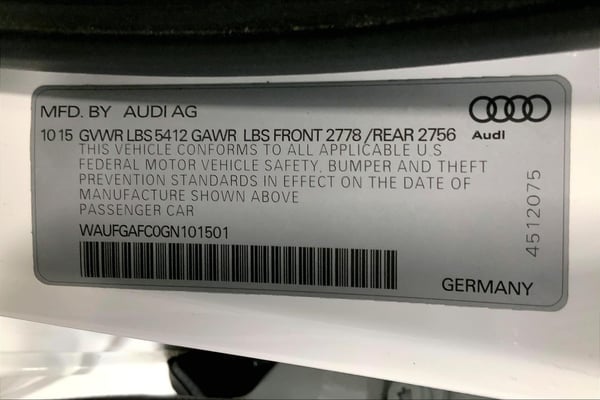 MFD. BY AUDI AG
Audi
10 15 GVWR LBS 5412 GAWR LBS FRONT 2778 / REAR 2756
THIS VEHICLE CONFORMS TO ALL APPLICABLE U S
FEDERAL MOTOR VEHICLE SAFETY, BUMPER AND THEFT
PREVENTION STANDARDS IN EFFECT ON THE DATE OF
MANUFACTURE SHOWN ABOVE
PASSENGER CAR
WAUFGAFC0GN101501
4512075
GERMANY